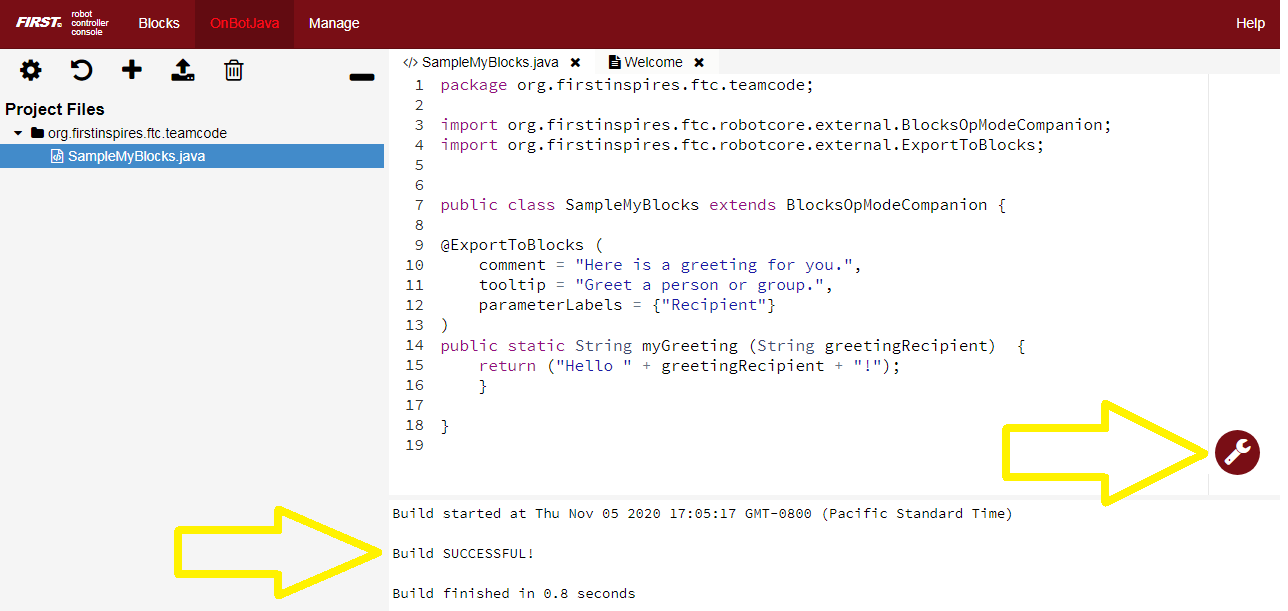 FIRST® robot controller console Blocks OnBotJava Manage Help
Project Files
org.firstinspires.ftc.teamcode
SampleMyBlocks.java
</> SampleMyBlocks.java × Welcome ×
1 package org.firstinspires.ftc.teamcode;
2
3 import org.firstinspires.ftc.robotcore.external.BlocksOpModeCompanion;
4 import org.firstinspires.ftc.robotcore.external.ExportToBlocks;
5
6
7 public class SampleMyBlocks extends BlocksOpModeCompanion {
8
9 @ExportToBlocks (
10     comment = "Here is a greeting for you.",
11     tooltip = "Greet a person or group.",
12     parameterLabels = {"Recipient"}
13 )
14 public static String myGreeting (String greetingRecipient)  {
15     return ("Hello " + greetingRecipient + "!");
16     }
17
18 }
19
Build started at Thu Nov 05 2020 17:05:17 GMT-0800 (Pacific Standard Time)
Build SUCCESSFUL!
Build finished in 0.8 seconds